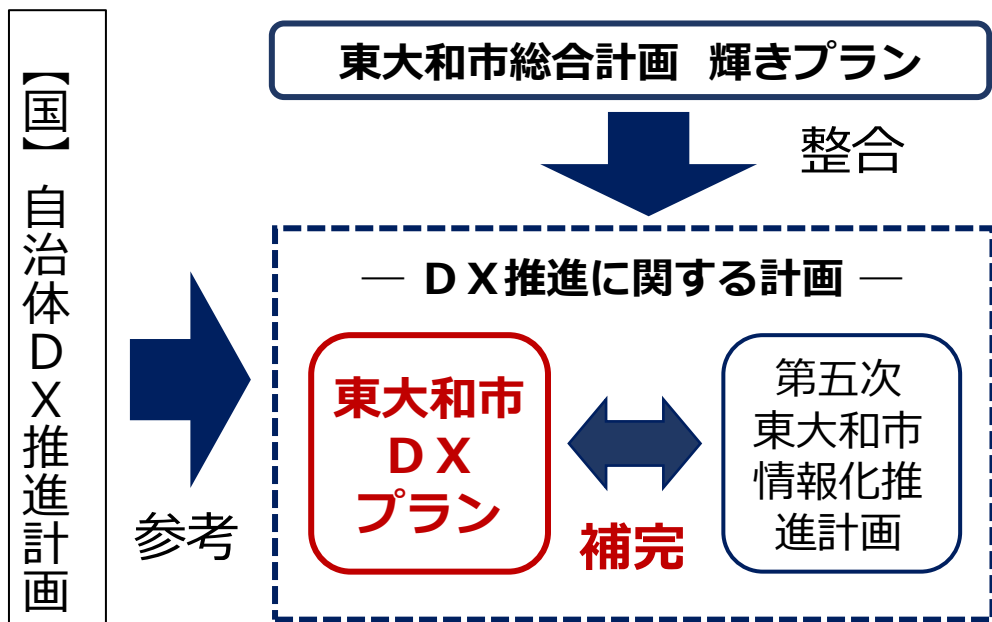 【国】自治体ＤＸ推進計画
東大和市総合計画 輝きプラン
整合
― ＤＸ推進に関する計画 ―
東大和市
ＤＸ
プラン
第五次
東大和市
情報化推
進計画
参考
補完